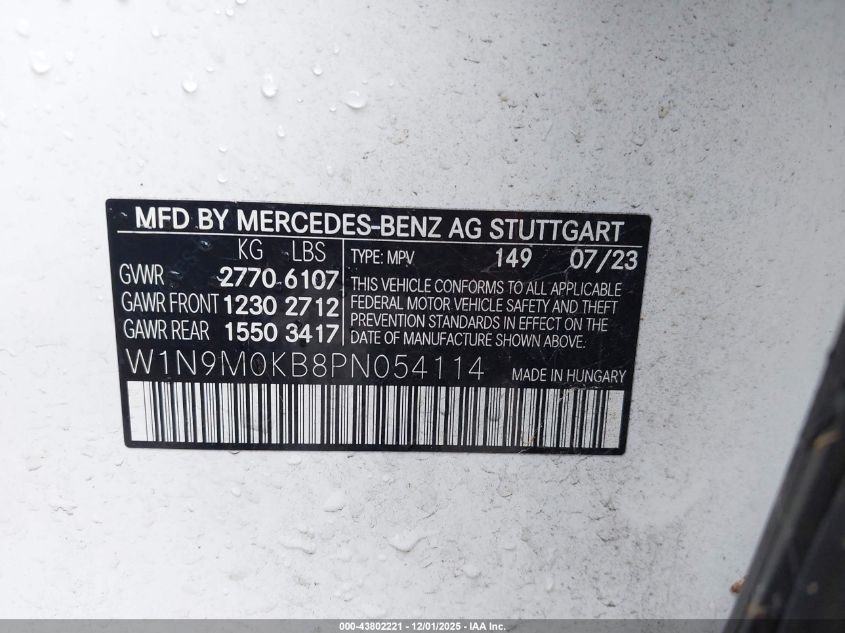 MFD BY MERCEDES-BENZ AG STUTTGART
KG LBS
GVWR 2770 6107
GAWR FRONT 1230 2712
GAWR REAR 1550 3417
TYPE: MPV 149 07/23
THIS VEHICLE CONFORMS TO ALL APPLICABLE
FEDERAL MOTOR VEHICLE SAFETY AND THEFT
PREVENTION STANDARDS IN EFFECT ON THE
DATE OF MANUFACTURE SHOWN ABOVE.
W1N9M0KB8PN054114 MADE IN HUNGARY
000-43802221 - 12/01/2025 - IAA Inc.